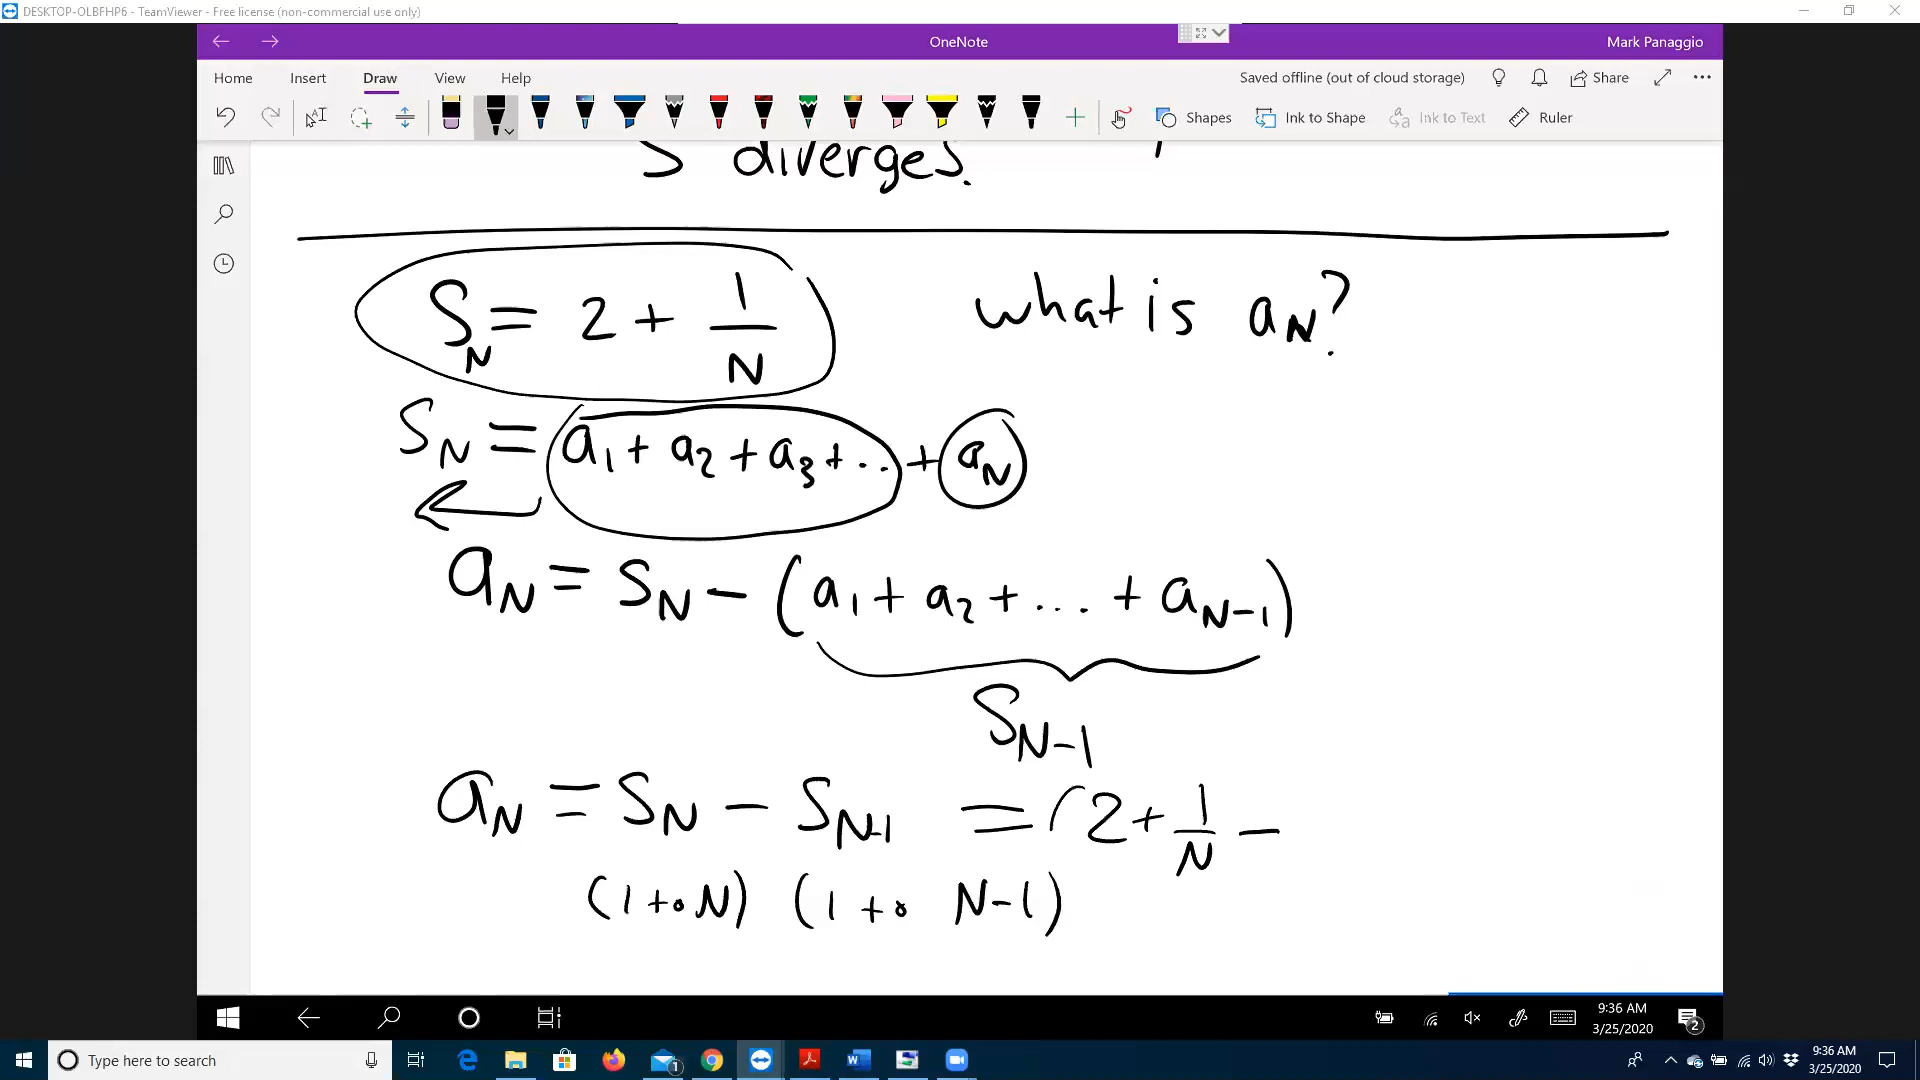 DESKTOP-OLBFHP6 - TeamViewer - Free license (non-commercial use only)
OneNote
Mark Panaggio
Home Insert Draw View Help
Saved offline (out of cloud storage) Share
Shapes Ink to Shape Ink to Text Ruler
S diverges.
S_N = 2 + 1/N what is a_N?
S_N = a_1 + a_2 + a_3 + ... + a_N
a_N = S_N - (a_1 + a_2 + ... + a_{N-1})
S_{N-1}
a_N = S_N - S_{N-1} = (2 + 1/N -
(1 to N) (1 to N-1)
9:36 AM
3/25/2020
2
Type here to search
1
9:36 AM
3/25/2020